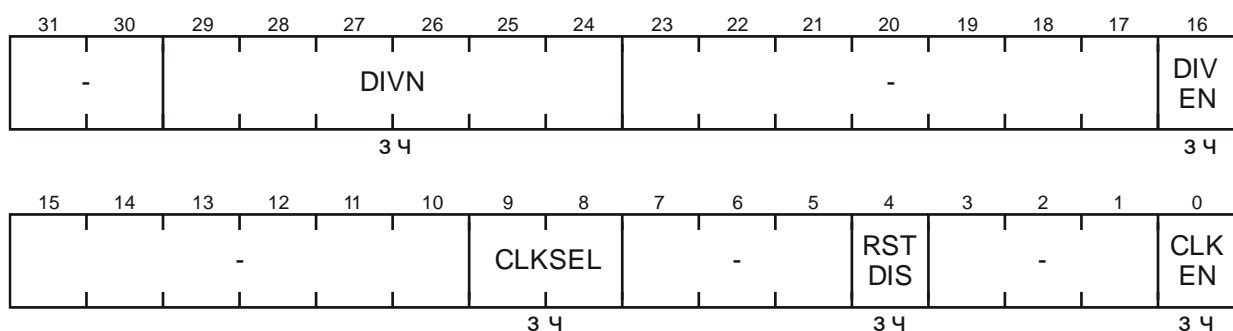 31 30 29 28 27 26 25 24 23 22 21 20 19 18 17 16
- DIVN - DIV
EN
З Ч З Ч
15 14 13 12 11 10 9 8 7 6 5 4 3 2 1 0
- CLKSEL - RST - CLK
DIS EN
З Ч З Ч З Ч